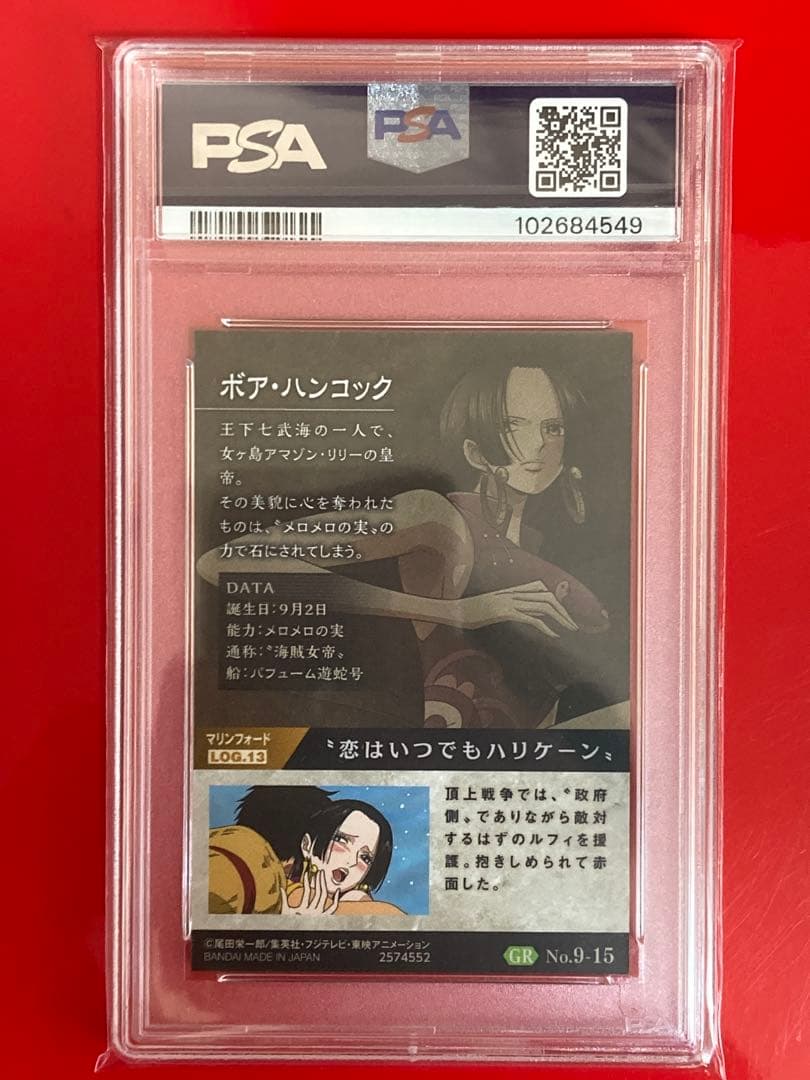 PSA
PSA
102684549
ボア・ハンコック
王下七武海の一人で、
女ヶ島アマゾン・リリーの皇
帝。
その美貌に心を奪われた
ものは、〝メロメロの実〟の
力で石にされてしまう。
DATA
誕生日:9月2日
能力:メロメロの実
通称:〝海賊女帝〟
船:パフューム遊蛇号
マリンフォード
LOG.13
〝恋はいつでもハリケーン〟
頂上戦争では、〝政府
側〟でありながら敵対
するはずのルフィを援
護。抱きしめられて赤
面した。
©尾田栄一郎/集英社・フジテレビ・東映アニメーション
BANDAI MADE IN JAPAN 2574552
GR No.9-15